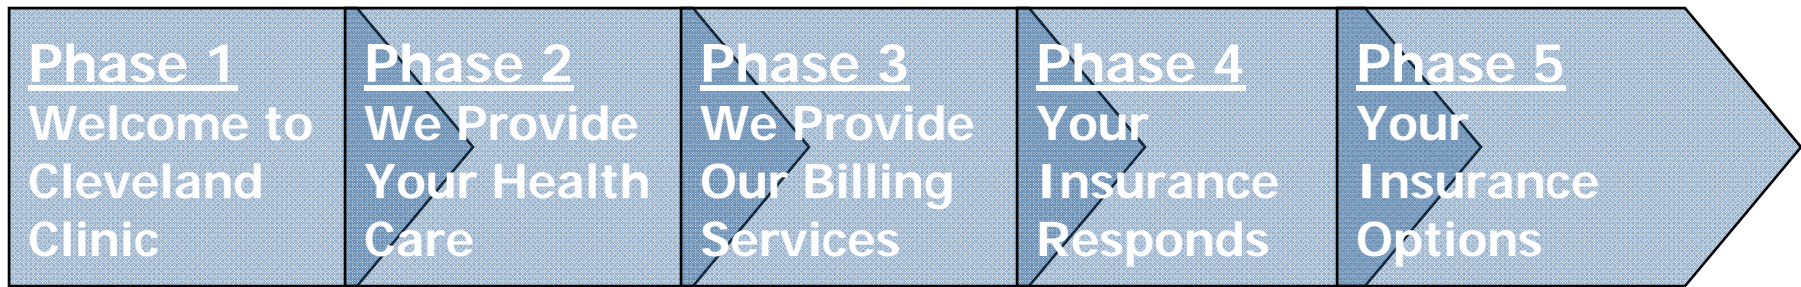 Phase 1
Welcome to
Cleveland
Clinic
Phase 2
We Provide
Your Health
Care
Phase 3
We Provide
Our Billing
Services
Phase 4
Your
Insurance
Responds
Phase 5
Your
Insurance
Options